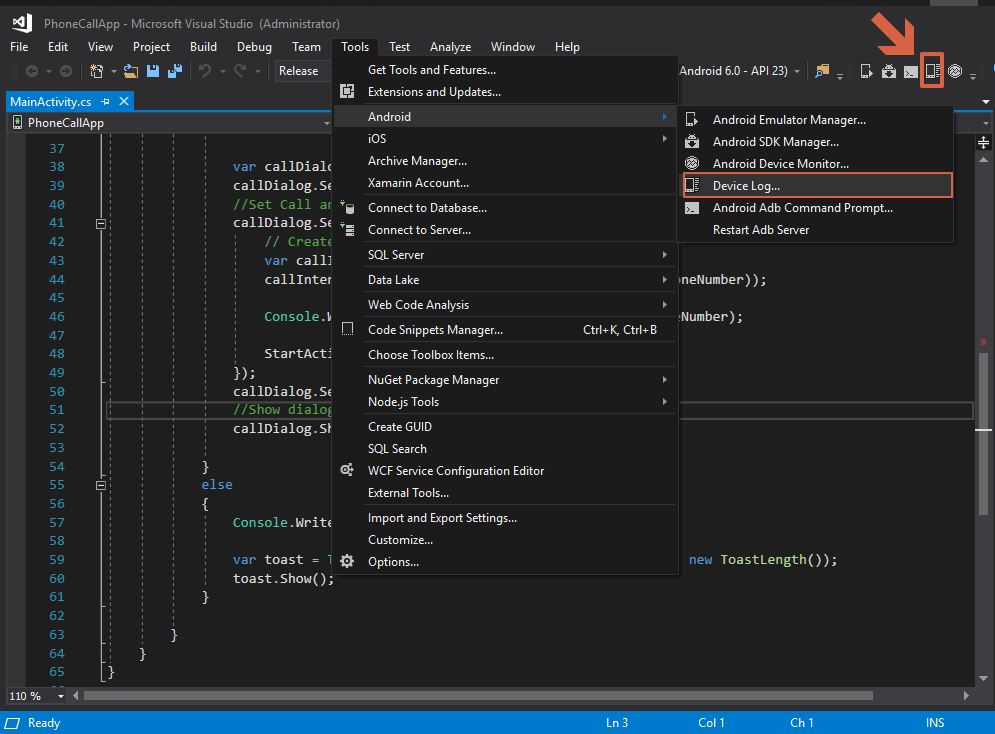 PhoneCallApp - Microsoft Visual Studio (Administrator)
File Edit View Project Build Debug Team Tools Test Analyze Window Help
Release Android 6.0 - API 23)
MainActivity.cs
PhoneCallApp
Get Tools and Features...
Extensions and Updates...
Android
iOS
Archive Manager...
Xamarin Account...
Connect to Database...
Connect to Server...
SQL Server
Data Lake
Web Code Analysis
Code Snippets Manager... Ctrl+K, Ctrl+B
Choose Toolbox Items...
NuGet Package Manager
Node.js Tools
Create GUID
SQL Search
WCF Service Configuration Editor
External Tools...
Import and Export Settings...
Customize...
Options...
Android Emulator Manager...
Android SDK Manager...
Android Device Monitor...
Device Log...
Android Adb Command Prompt...
Restart Adb Server
37
38 var callDialo
39 callDialog.Se
40 //Set Call an
41 callDialog.Se
42 // Create
43 var callI
44 callInten oneNumber));
45
46 Console.W eNumber);
47
48 StartActi
49 });
50 callDialog.Se
51 //Show dialog
52 callDialog.Sh
53
54 }
55 else
56 {
57 Console.Write
58
59 var toast = new ToastLength());
60 toast.Show();
61 }
62
63 }
64 }
65 }
110 %
Ready Ln 3 Col 1 Ch 1 INS